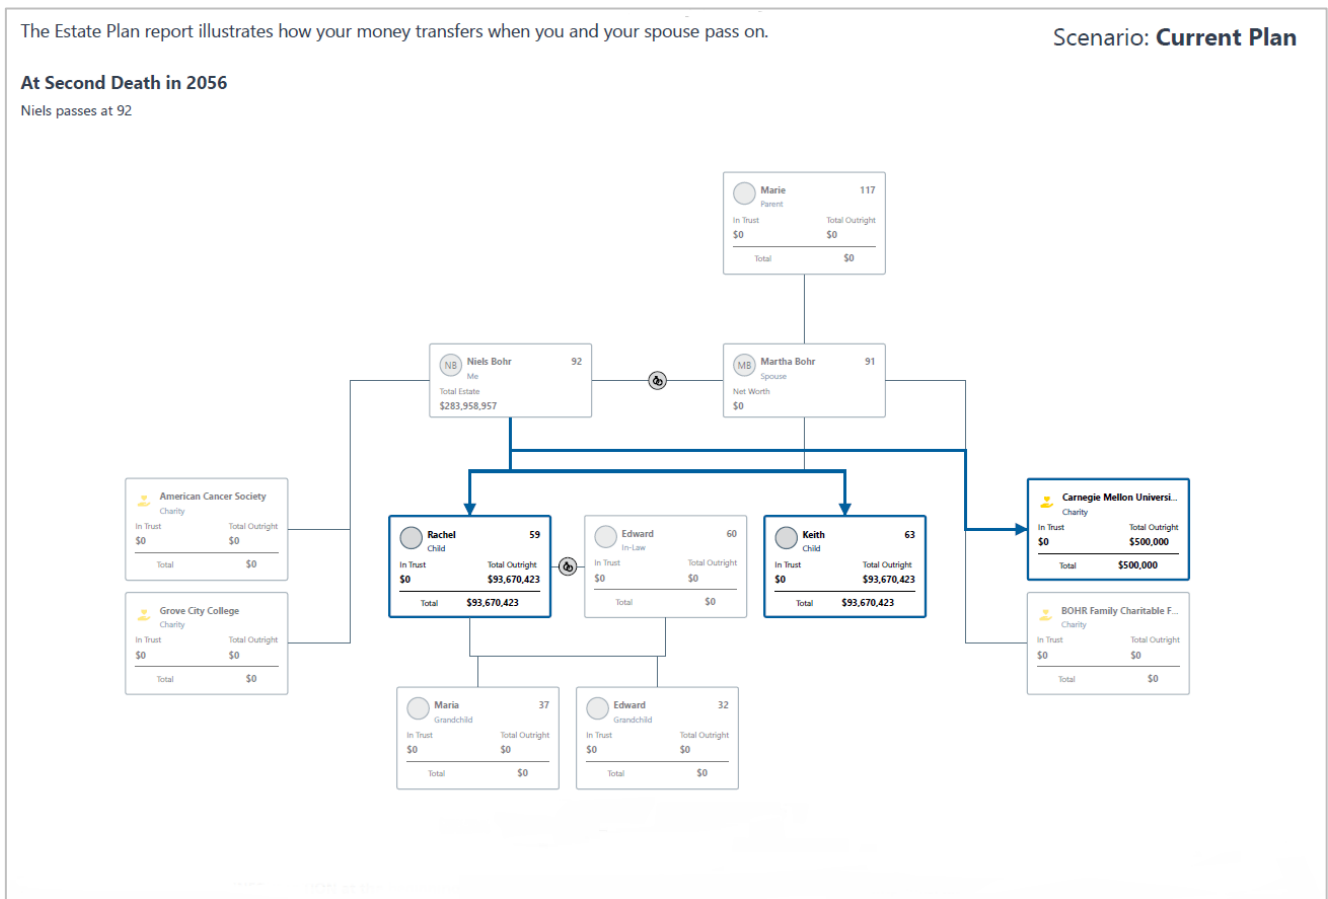 The Estate Plan report illustrates how your money transfers when you and your spouse pass on.
Scenario: Current Plan
At Second Death in 2056
Niels passes at 92
Marie 117
Parent
In Trust Total Outright
$0 $0
Total $0
NB Niels Bohr 92
Me
Total Estate
$283,958,957
MB Martha Bohr 91
Spouse
Net Worth
$0
American Cancer Society
Charity
In Trust Total Outright
$0 $0
Total $0
Grove City College
Charity
In Trust Total Outright
$0 $0
Total $0
Rachel 59
Child
In Trust Total Outright
$0 $93,670,423
Total $93,670,423
Edward 60
In-Law
In Trust Total Outright
$0 $0
Total $0
Keith 63
Child
In Trust Total Outright
$0 $93,670,423
Total $93,670,423
Carnegie Mellon Universi...
Charity
In Trust Total Outright
$0 $500,000
Total $500,000
BOHR Family Charitable F...
Charity
In Trust Total Outright
$0 $0
Total $0
Maria 37
Grandchild
In Trust Total Outright
$0 $0
Total $0
Edward 32
Grandchild
In Trust Total Outright
$0 $0
Total $0